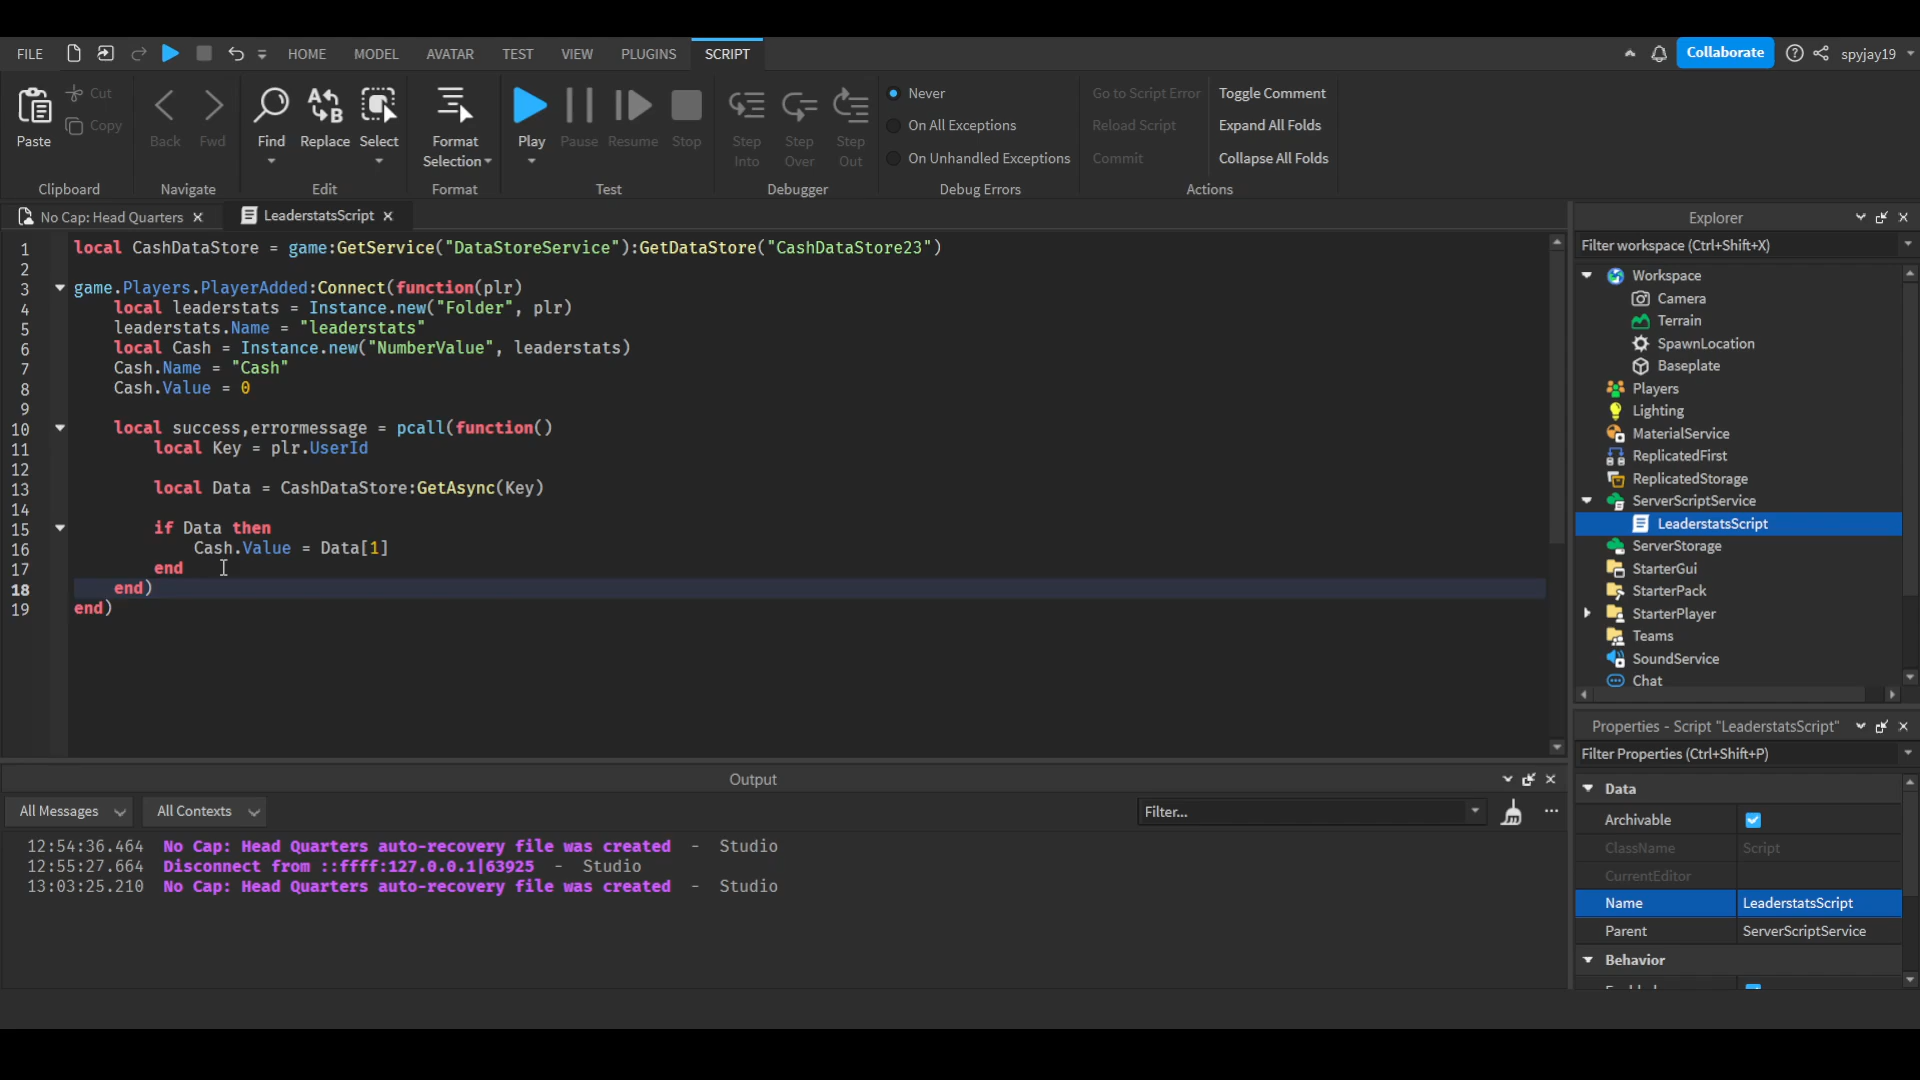 FILE HOME MODEL AVATAR TEST VIEW PLUGINS SCRIPT Collaborate spyjay19
Paste Cut Copy Clipboard
Back Fwd Navigate
Find Replace Select Edit
Format Selection Format
Play Pause Resume Stop Test
Step Into Step Over Step Out Debugger
Never
On All Exceptions
On Unhandled Exceptions
Debug Errors
Go to Script Error
Reload Script
Commit
Toggle Comment
Expand All Folds
Collapse All Folds
Actions
No Cap: Head Quarters LeaderstatsScript
1 local CashDataStore = game:GetService("DataStoreService"):GetDataStore("CashDataStore23")
2
3 game.Players.PlayerAdded:Connect(function(plr)
4 local leaderstats = Instance.new("Folder", plr)
5 leaderstats.Name = "leaderstats"
6 local Cash = Instance.new("NumberValue", leaderstats)
7 Cash.Name = "Cash"
8 Cash.Value = 0
9
10 local success,errormessage = pcall(function()
11 local Key = plr.UserId
12
13 local Data = CashDataStore:GetAsync(Key)
14
15 if Data then
16 Cash.Value = Data[1]
17 end
18 end)
19 end)
Output
All Messages All Contexts Filter...
12:54:36.464 No Cap: Head Quarters auto-recovery file was created - Studio
12:55:27.664 Disconnect from ::ffff:127.0.0.1|63925 - Studio
13:03:25.210 No Cap: Head Quarters auto-recovery file was created - Studio
Explorer
Filter workspace (Ctrl+Shift+X)
Workspace
Camera
Terrain
SpawnLocation
Baseplate
Players
Lighting
MaterialService
ReplicatedFirst
ReplicatedStorage
ServerScriptService
LeaderstatsScript
ServerStorage
StarterGui
StarterPack
StarterPlayer
Teams
SoundService
Chat
Properties - Script "LeaderstatsScript"
Filter Properties (Ctrl+Shift+P)
Data
Archivable
ClassName Script
CurrentEditor
Name LeaderstatsScript
Parent ServerScriptService
Behavior